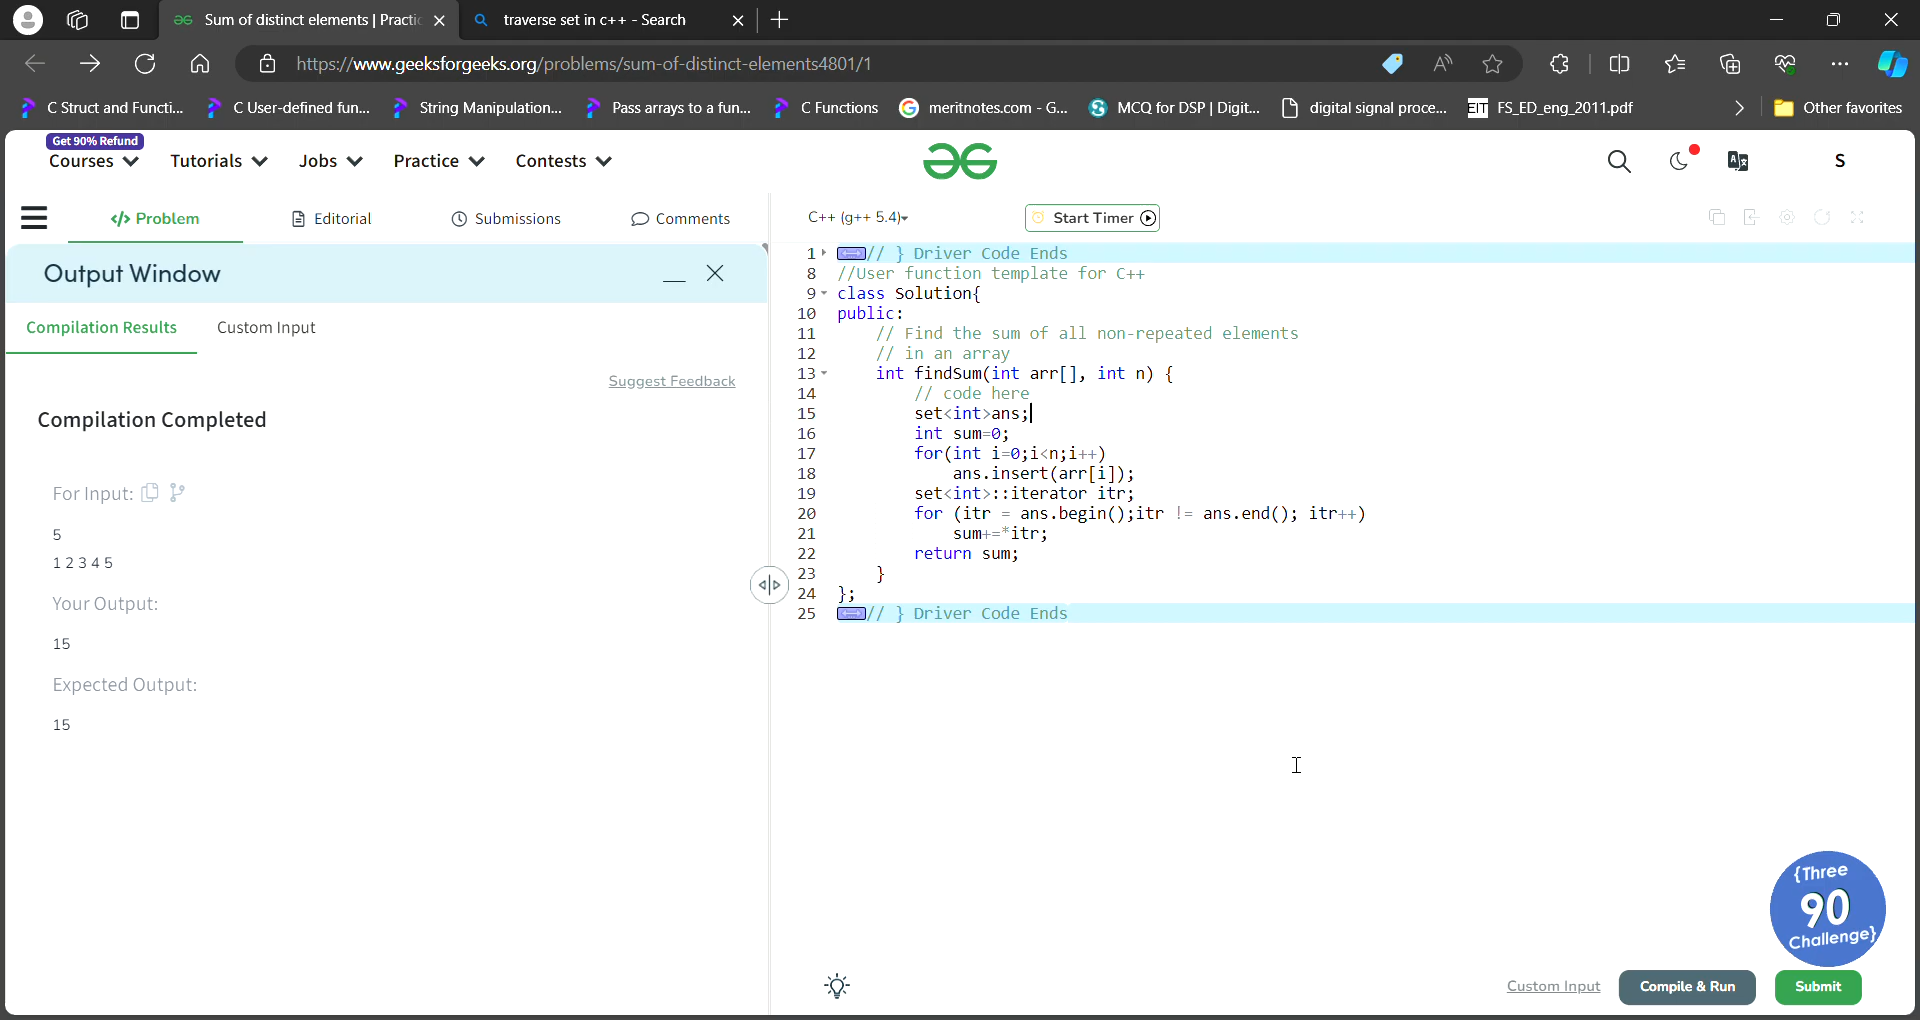 Sum of distinct elements | Practic
traverse set in c++ - Search
https://www.geeksforgeeks.org/problems/sum-of-distinct-elements4801/1
C Struct and Functi...
C User-defined fun...
String Manipulation...
Pass arrays to a fun...
C Functions
meritnotes.com - G...
MCQ for DSP | Digit...
digital signal proce...
EIT
FS_ED_eng_2011.pdf
Other favorites
Get 90% Refund
Courses
Tutorials
Jobs
Practice
Contests
S
</> Problem
Editorial
Submissions
Comments
C++ (g++ 5.4)
Start Timer
Output Window
Compilation Results
Custom Input
Suggest Feedback
Compilation Completed
For Input:
5
1 2 3 4 5
Your Output:
15
Expected Output:
15
1 // } Driver Code Ends
8 //User function template for C++
9 class Solution{
10 public:
11 // Find the sum of all non-repeated elements
12 // in an array
13 int findSum(int arr[], int n) {
14 // code here
15 set<int>ans;
16 int sum=0;
17 for(int i=0;i<n;i++)
18 ans.insert(arr[i]);
19 set<int>::iterator itr;
20 for (itr = ans.begin();itr != ans.end(); itr++)
21 sum+=*itr;
22 return sum;
23 }
24 };
25 // } Driver Code Ends
{Three
90
Challenge}
Custom Input
Compile & Run
Submit